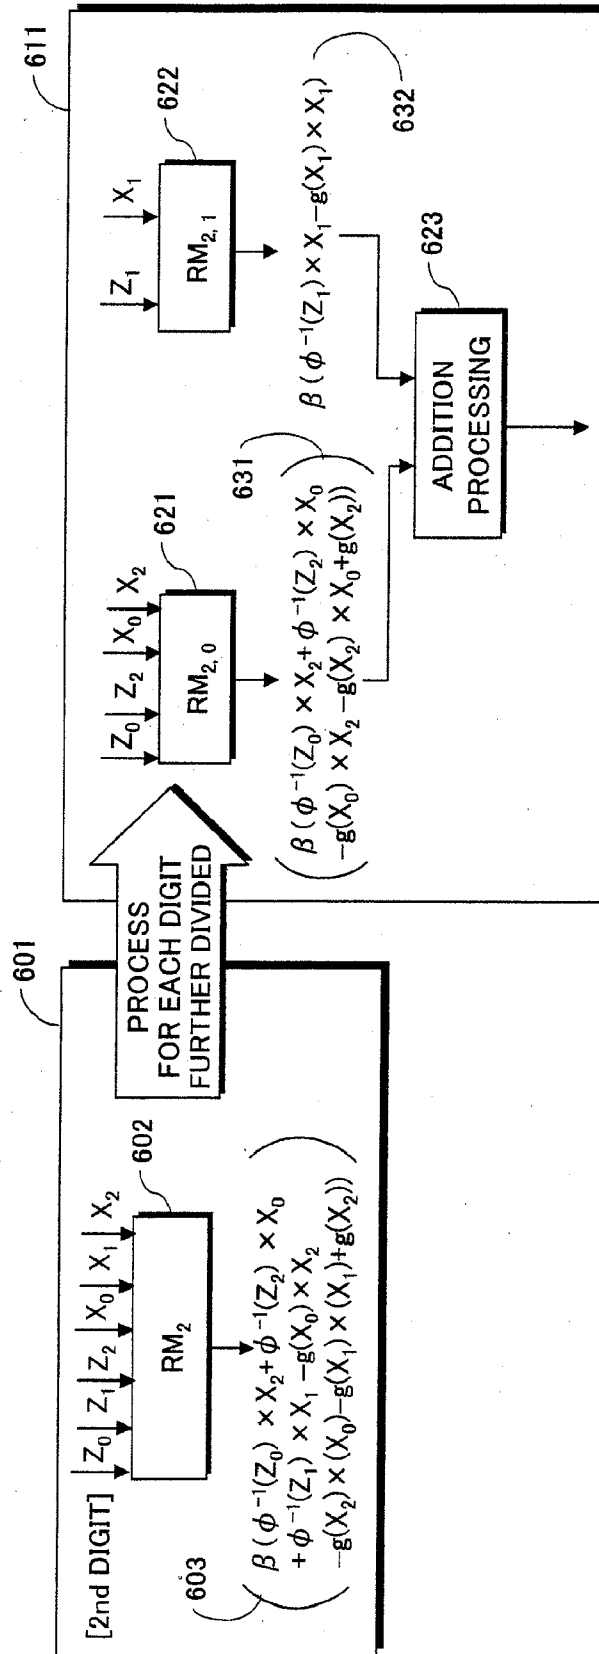 601
[2nd DIGIT]
Z₀ Z₁ Z₂ X₀ X₁ X₂
602
RM₂
603
β(φ⁻¹(Z₀) × X₂+φ⁻¹(Z₂) × X₀
+φ⁻¹(Z₁) × X₁−g(X₀) × X₂
−g(X₂)×(X₀)−g(X₁)×(X₁)+g(X₂))
PROCESS
FOR EACH DIGIT
FURTHER DIVIDED
611
Z₀ Z₂ X₀ X₂
621
RM₂,₀
631
β(φ⁻¹(Z₀) × X₂+φ⁻¹(Z₂) × X₀
−g(X₀) × X₂ −g(X₂) × X₀+g(X₂))
Z₁ X₁
622
RM₂,₁
β(φ⁻¹(Z₁) × X₁−g(X₁) × X₁)
632
623
ADDITION
PROCESSING